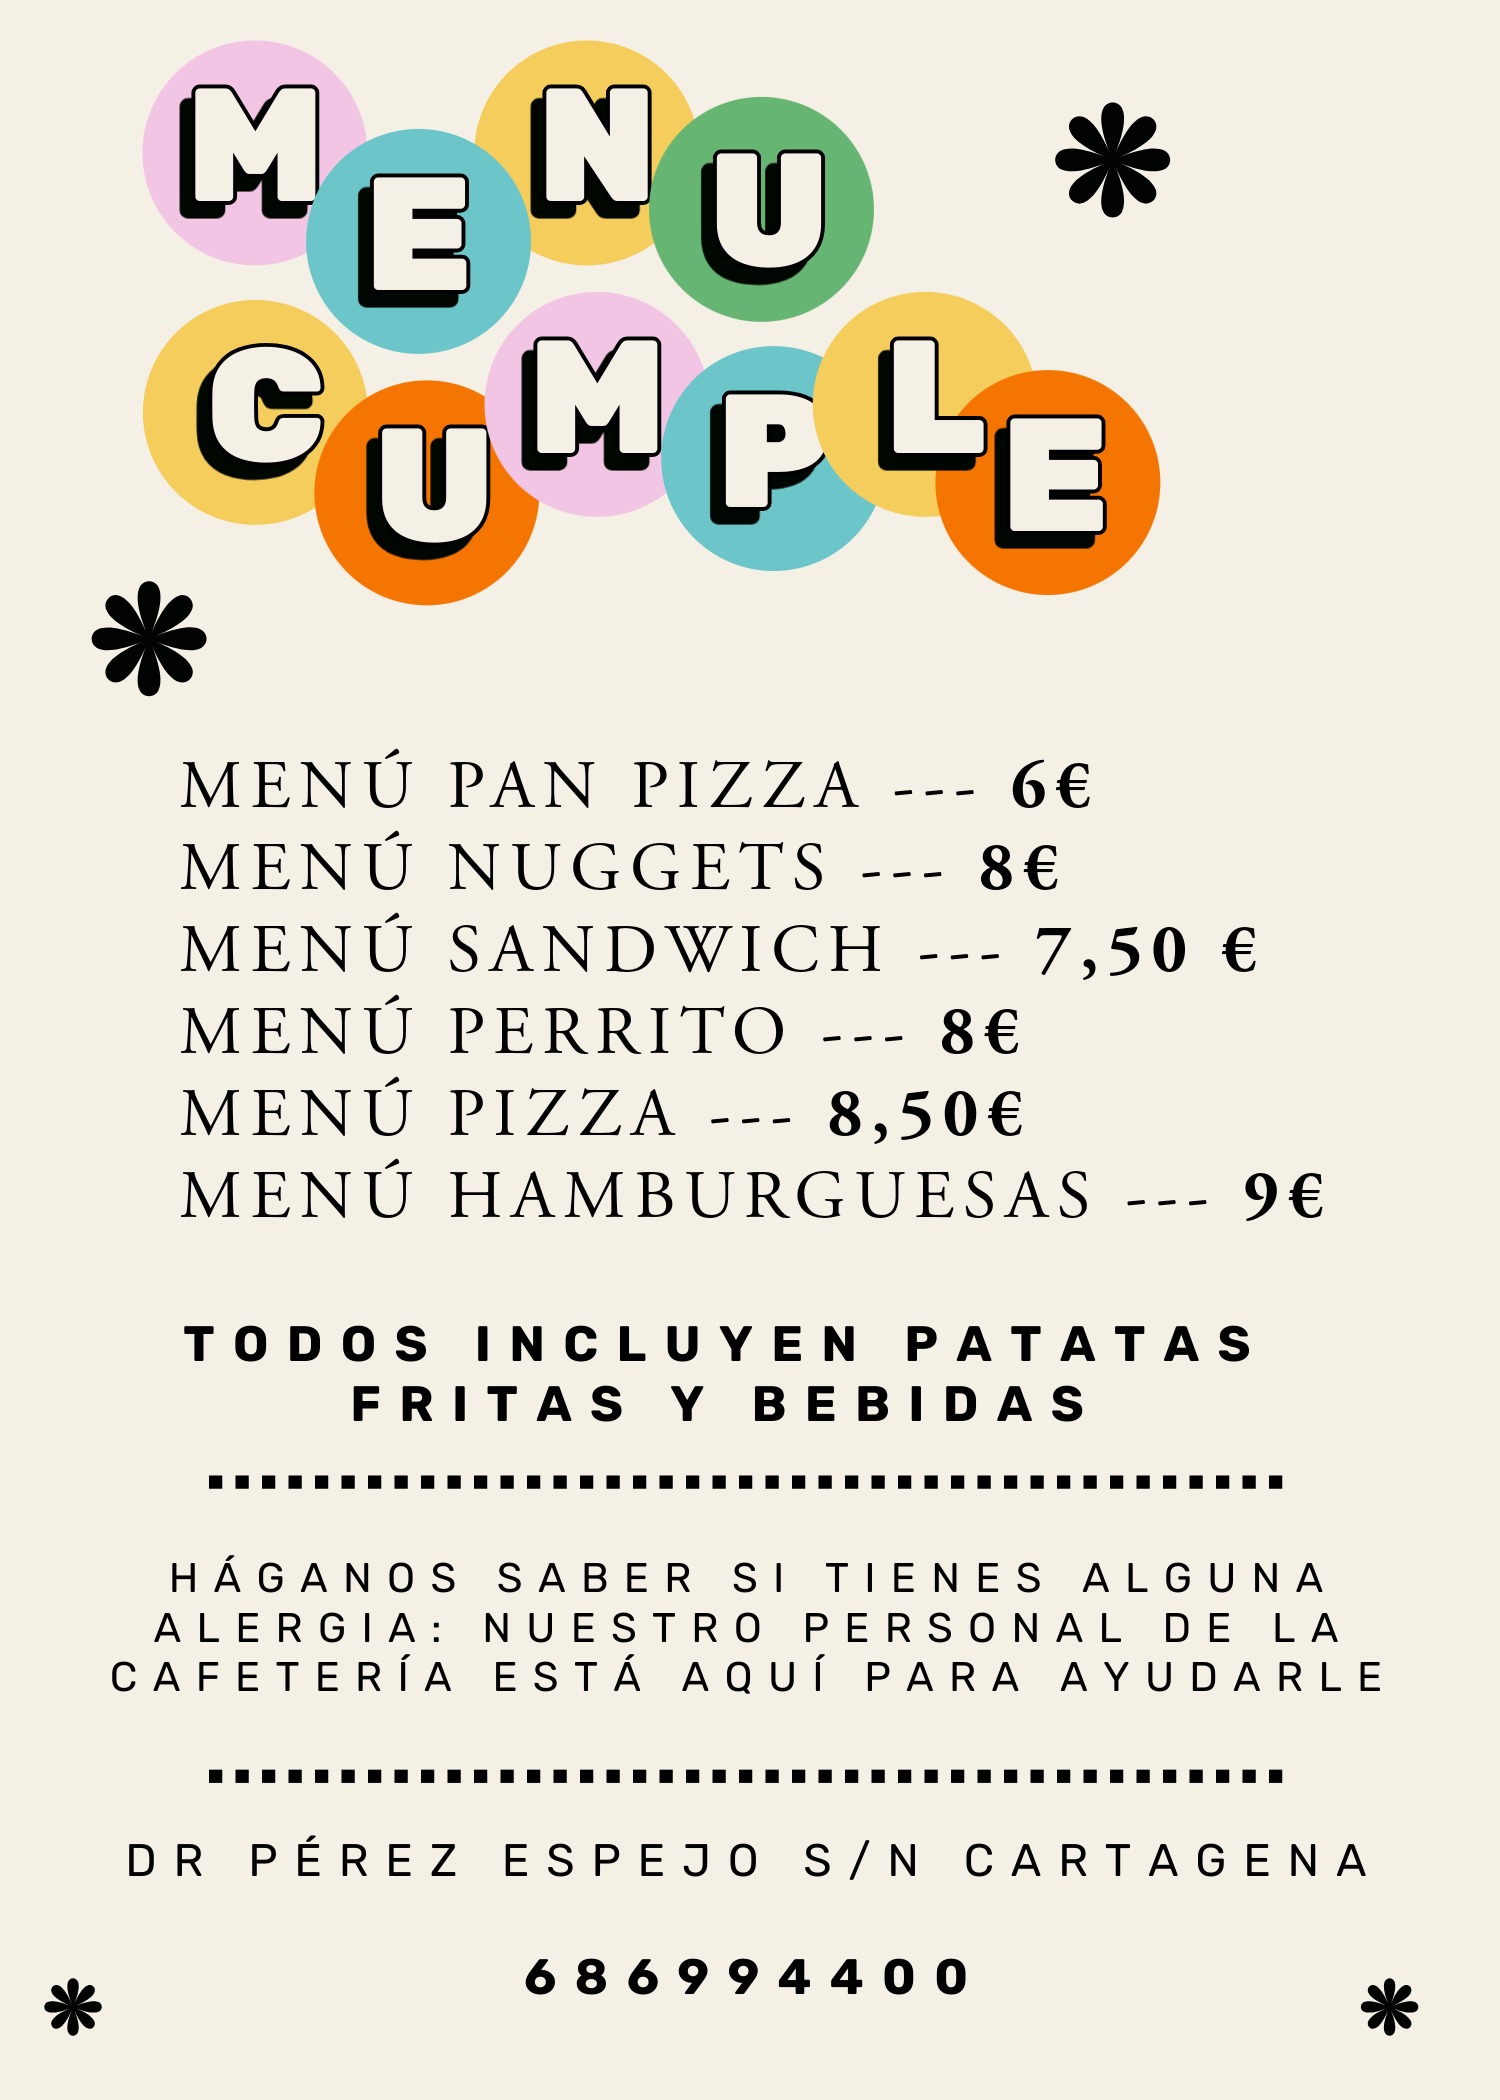 MENU
CUMPLE
MENÚ PAN PIZZA --- 6€
MENÚ NUGGETS --- 8€
MENÚ SANDWICH --- 7,50 €
MENÚ PERRITO --- 8€
MENÚ PIZZA --- 8,50€
MENÚ HAMBURGUESAS --- 9€
TODOS INCLUYEN PATATAS
FRITAS Y BEBIDAS
HÁGANOS SABER SI TIENES ALGUNA
ALERGIA: NUESTRO PERSONAL DE LA
CAFETERÍA ESTÁ AQUÍ PARA AYUDARLE
DR PÉREZ ESPEJO S/N CARTAGENA
686994400